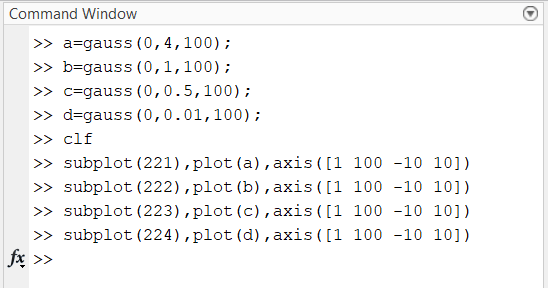 Command Window
>> a=gauss(0,4,100);
>> b=gauss(0,1,100);
>> c=gauss(0,0.5,100);
>> d=gauss(0,0.01,100);
>> clf
>> subplot(221),plot(a),axis([1 100 -10 10])
>> subplot(222),plot(b),axis([1 100 -10 10])
>> subplot(223),plot(c),axis([1 100 -10 10])
>> subplot(224),plot(d),axis([1 100 -10 10])
fx >>